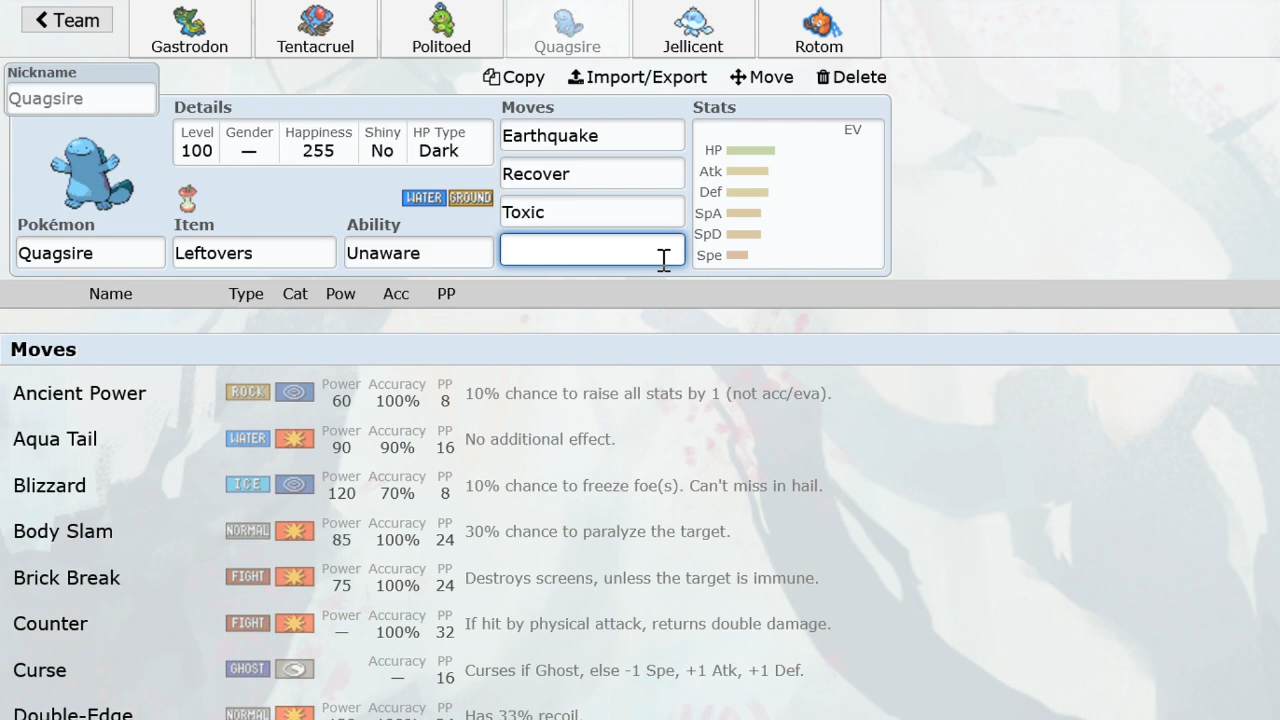 Team
Gastrodon
Tentacruel
Politoed
Quagsire
Jellicent
Rotom
Nickname
Quagsire
Copy
Import/Export
Move
Delete
Details
Level Gender Happiness Shiny HP Type
100 — 255 No Dark
WATER GROUND
Pokémon
Quagsire
Item
Leftovers
Ability
Unaware
Moves
Earthquake
Recover
Toxic
Stats
EV
HP
Atk
Def
SpA
SpD
Spe
Name Type Cat Pow Acc PP
Moves
Ancient Power ROCK Power 60 Accuracy 100% PP 8 10% chance to raise all stats by 1 (not acc/eva).
Aqua Tail WATER Power 90 Accuracy 90% PP 16 No additional effect.
Blizzard ICE Power 120 Accuracy 70% PP 8 10% chance to freeze foe(s). Can't miss in hail.
Body Slam NORMAL Power 85 Accuracy 100% PP 24 30% chance to paralyze the target.
Brick Break FIGHT Power 75 Accuracy 100% PP 24 Destroys screens, unless the target is immune.
Counter FIGHT Power — Accuracy 100% PP 32 If hit by physical attack, returns double damage.
Curse GHOST Accuracy — PP 16 Curses if Ghost, else -1 Spe, +1 Atk, +1 Def.
Double-Edge NORMAL Has 33% recoil.